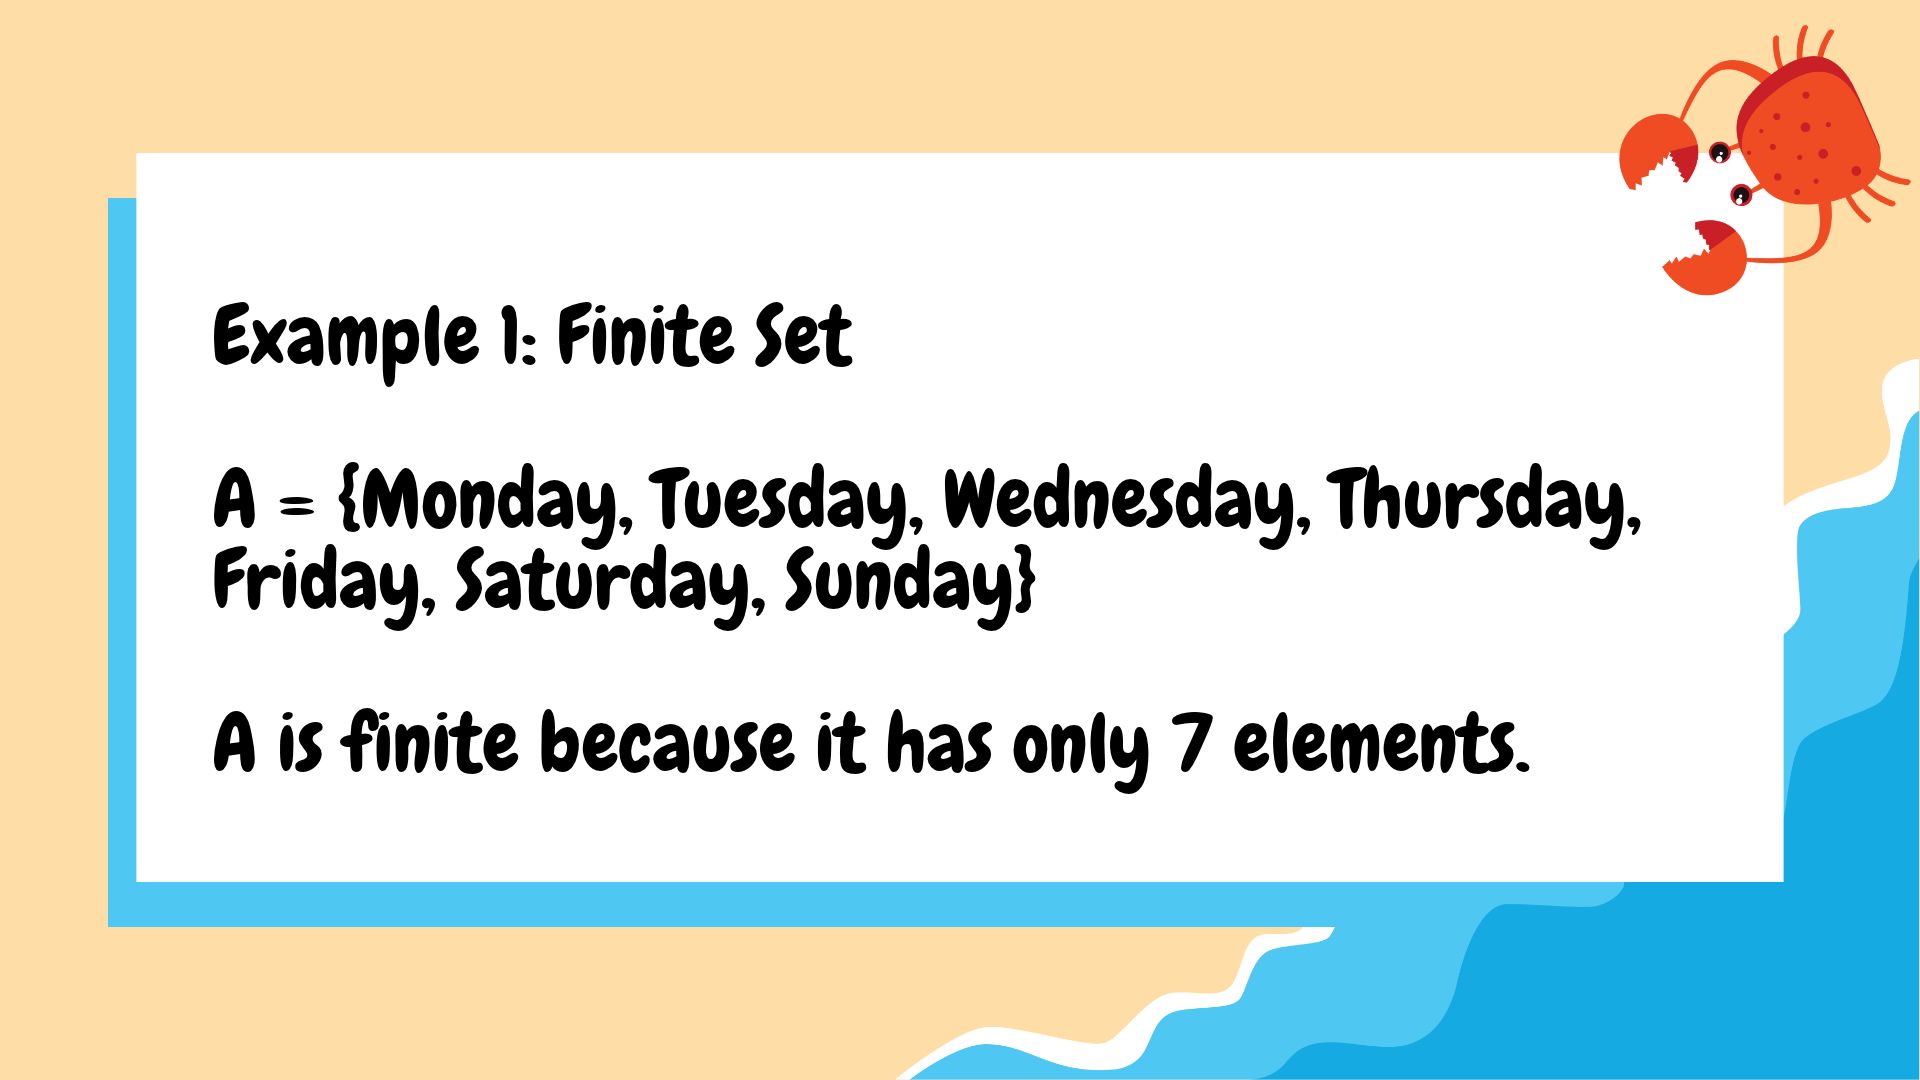 Example 1: Finite Set
A = {Monday, Tuesday, Wednesday, Thursday,
Friday, Saturday, Sunday}
A is finite because it has only 7 elements.